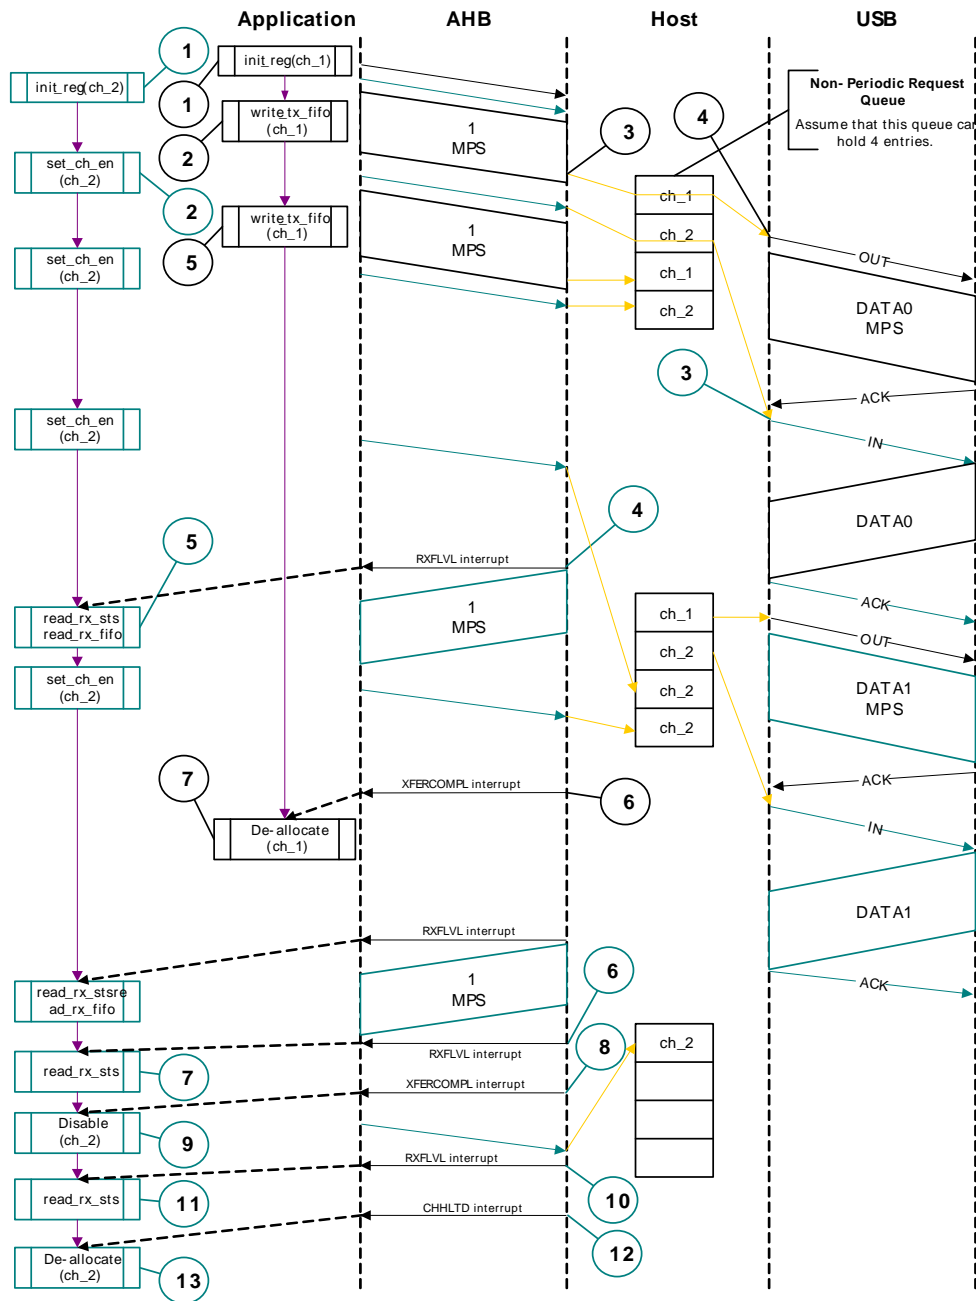 Application
AHB
Host
USB
1
init_reg(ch_2)
init_reg(ch_1)
1
Non-Periodic Request
Queue
Assume that this queue can
hold 4 entries.
write_tx_fifo
(ch_1)
2
1
MPS
3
4
set_ch_en
(ch_2)
2
ch_1
write_tx_fifo
(ch_1)
5
1
MPS
ch_2
set_ch_en
(ch_2)
ch_1
OUT
ch_2
DATA0
MPS
3
ACK
set_ch_en
(ch_2)
IN
4
DATA0
5
RXFLVL interrupt
read_rx_sts
read_rx_fifo
1
MPS
ch_1
ACK
OUT
set_ch_en
(ch_2)
ch_2
ch_2
DATA1
MPS
ch_2
7
XFERCOMPL interrupt
6
ACK
De-allocate
(ch_1)
IN
DATA1
RXFLVL interrupt
read_rx_stsre
ad_rx_fifo
1
MPS
6
ACK
8
ch_2
RXFLVL interrupt
read_rx_sts
7
XFERCOMPL interrupt
Disable
(ch_2)
9
RXFLVL interrupt
read_rx_sts
11
10
CHHLTD interrupt
12
De-allocate
(ch_2)
13